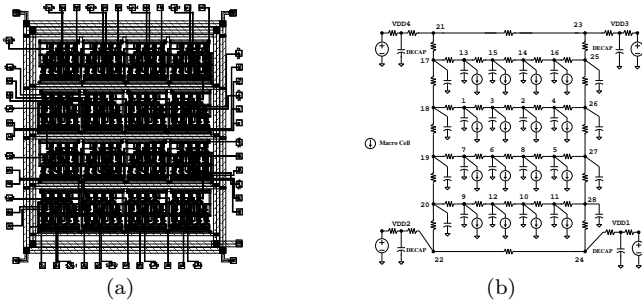 VDD4 21 23 VDD3
DECAP DECAP
17 13 15 14 16 25
18 1 3 2 4 26
Macro Cell
19 7 6 8 5 27
20 9 12 10 11 28
VDD2 VDD1
DECAP DECAP
22 24
(a) (b)